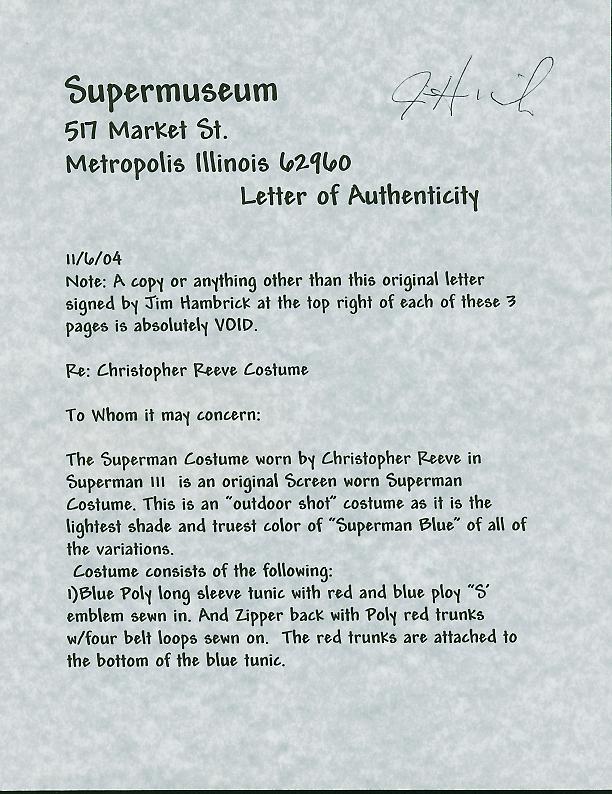 Supermuseum
517 Market St.
Metropolis Illinois 62960
Letter of Authenticity
11/6/04
Note: A copy or anything other than this original letter
signed by Jim Hambrick at the top right of each of these 3
pages is absolutely VOID.
Re: Christopher Reeve Costume
To Whom it may concern:
The Superman Costume worn by Christopher Reeve in
Superman III is an original Screen worn Superman
Costume. This is an "outdoor shot" costume as it is the
lightest shade and truest color of "Superman Blue" of all of
the variations.
Costume consists of the following:
1)Blue Poly long sleeve tunic with red and blue ploy "S'
emblem sewn in. And Zipper back with Poly red trunks
w/four belt loops sewn on. The red trunks are attached to
the bottom of the blue tunic.